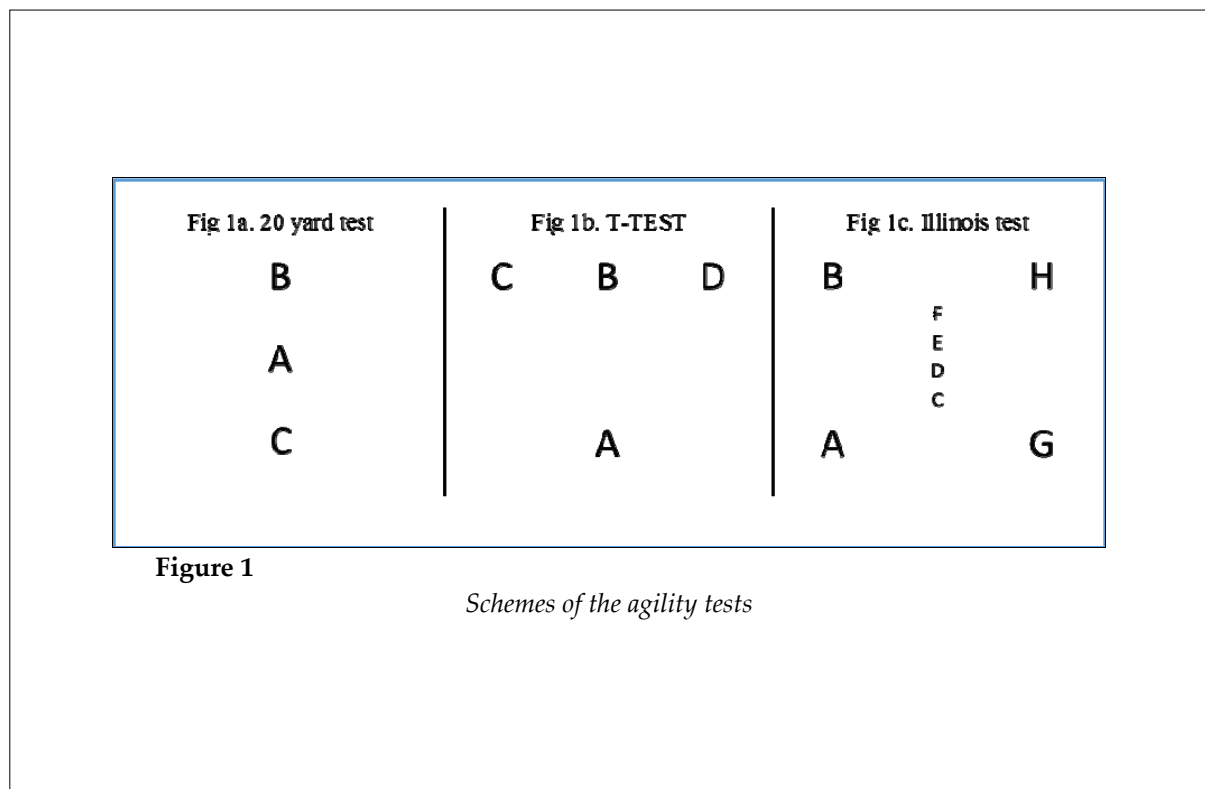 Fig 1a. 20 yard test
B
A
C
Fig 1b. T-TEST
C B D
A
Fig 1c. Illinois test
B H
F
E
D
C
A G
Figure 1
Schemes of the agility tests